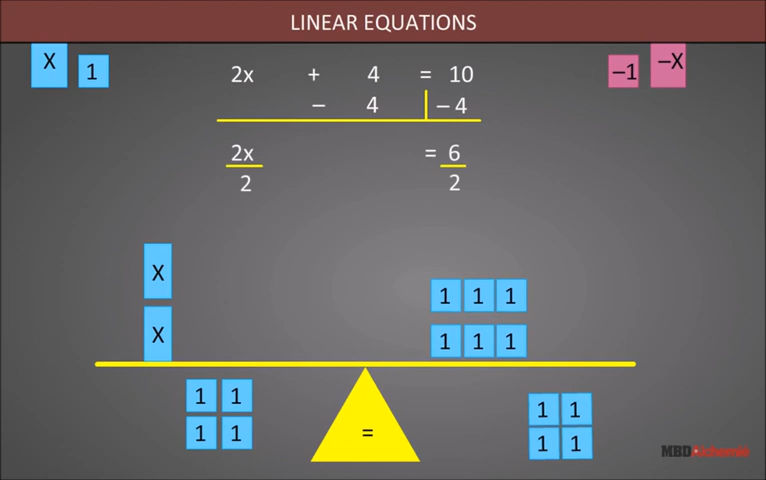 LINEAR EQUATIONS
X 1 –1 –X
2x + 4 = 10
– 4 – 4
2x = 6
2 2
X
1 1 1
X 1 1 1
1 1 1 1
1 1 = 1 1
MBD Alchemie